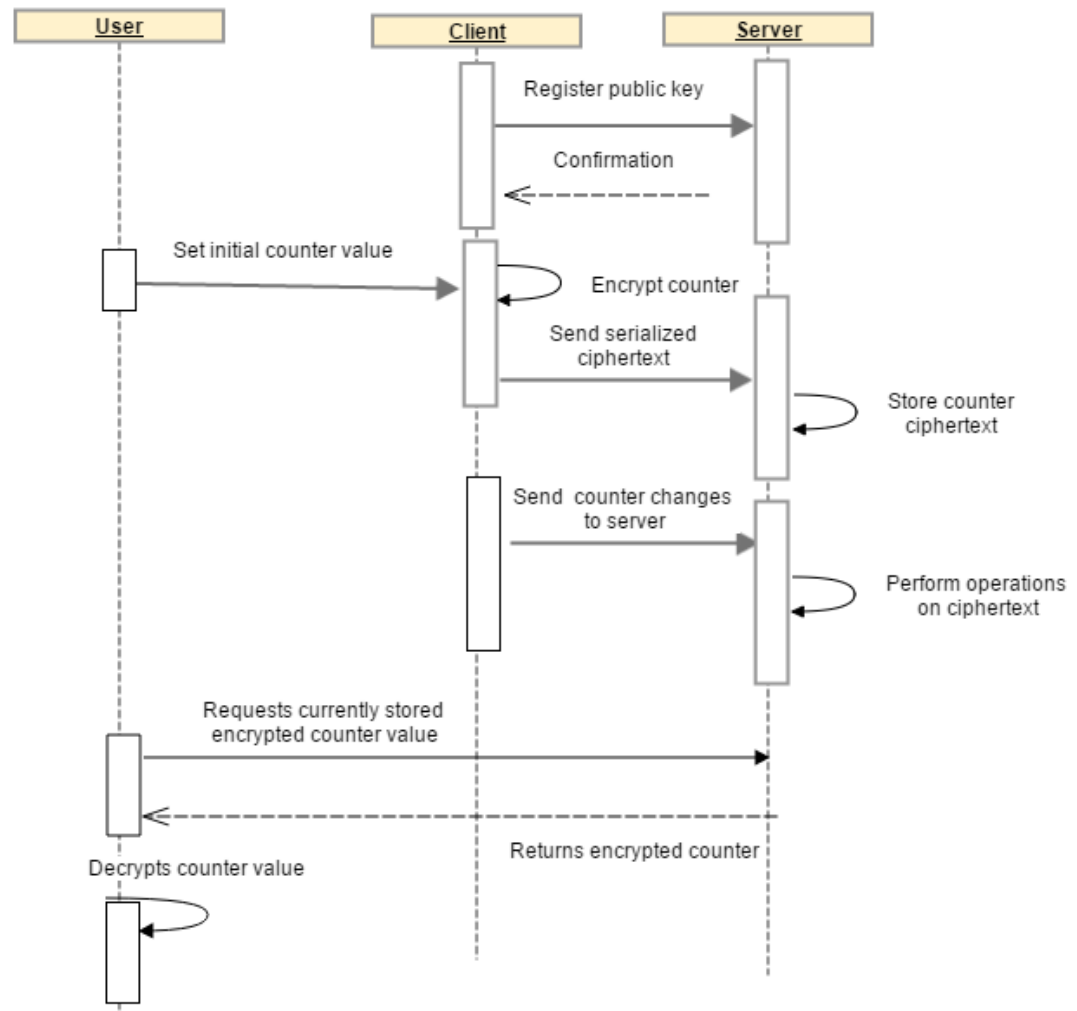 User
Client
Server
Register public key
Confirmation
Set initial counter value
Encrypt counter
Send serialized
ciphertext
Store counter
ciphertext
Send counter changes
to server
Perform operations
on ciphertext
Requests currently stored
encrypted counter value
Returns encrypted counter
Decrypts counter value